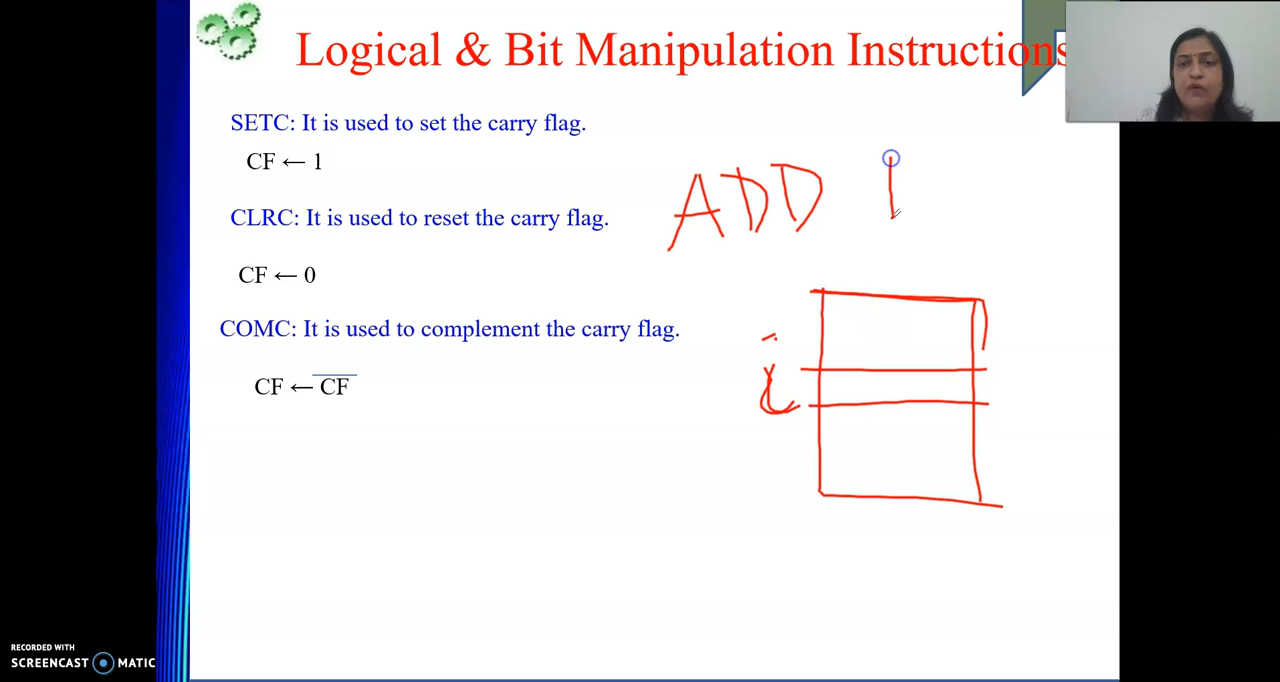 Logical & Bit Manipulation Instructions
SETC: It is used to set the carry flag.
CF ← 1
ADD
CLRC: It is used to reset the carry flag.
CF ← 0
COMC: It is used to complement the carry flag.
i
CF ← C̅F̅
RECORDED WITH
SCREENCAST MATIC